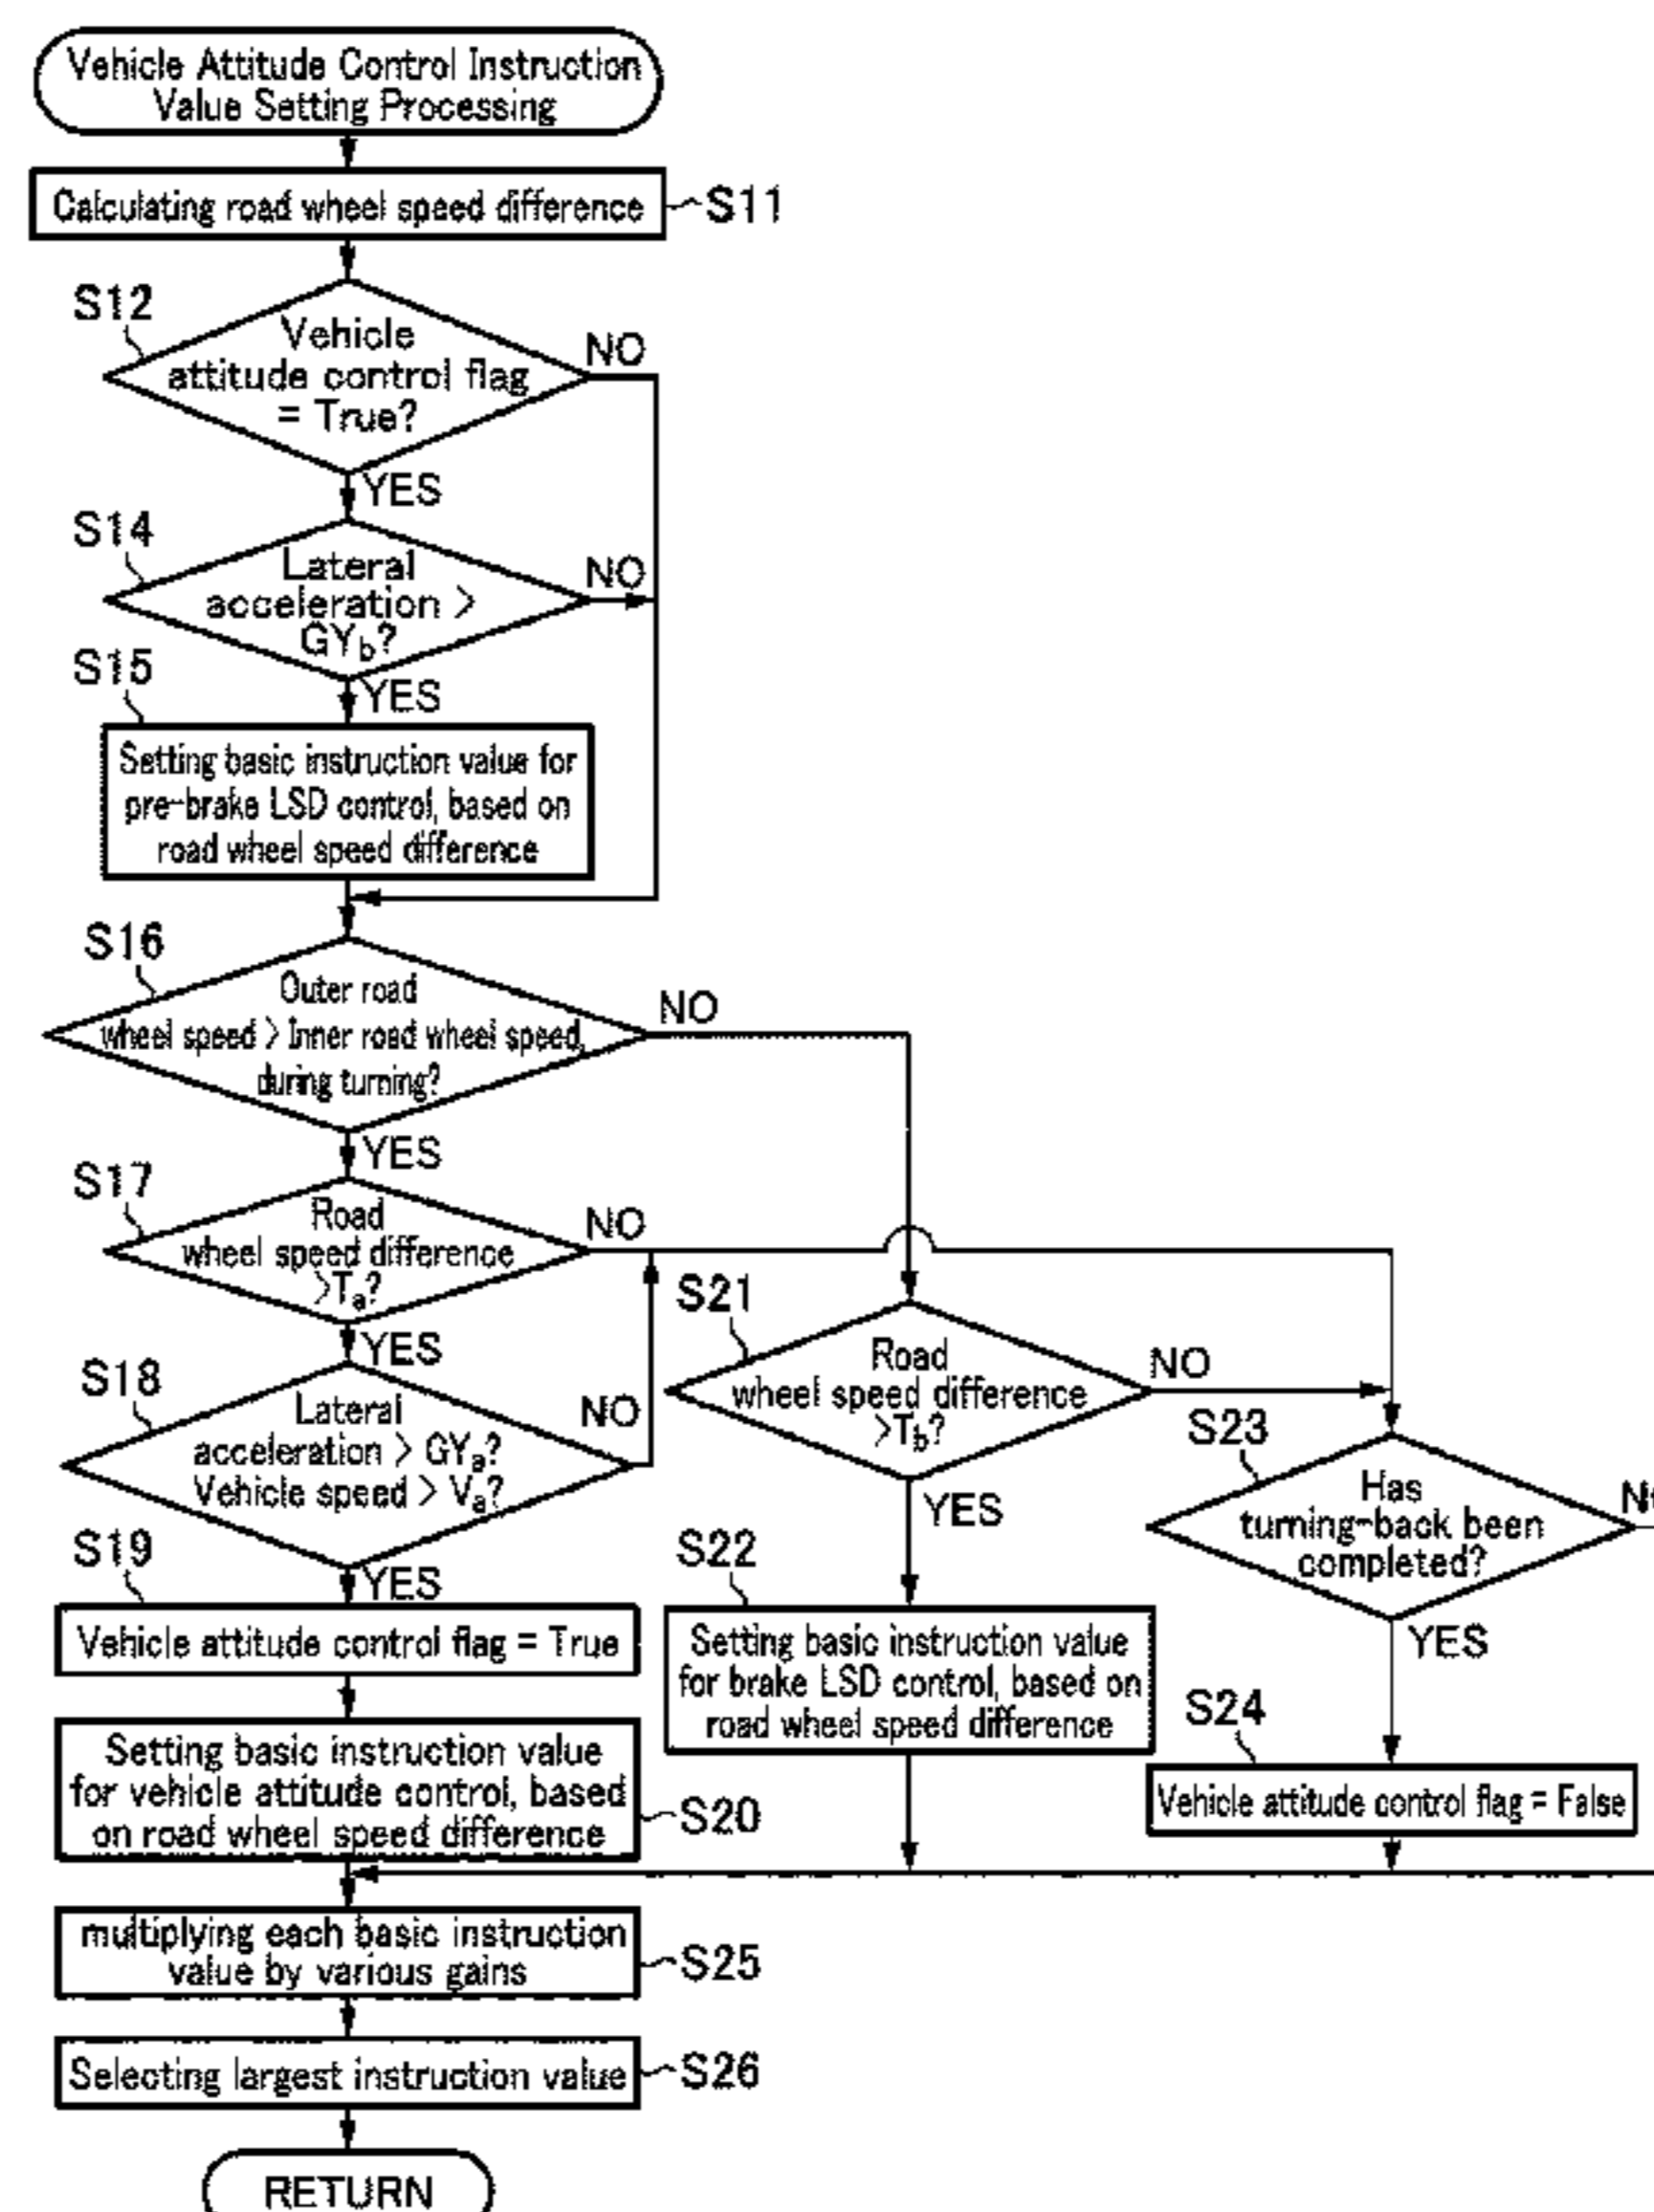 Vehicle Attitude Control Instruction
Value Setting Processing
Calculating road wheel speed difference
S11
S12
Vehicle
attitude control flag
= True?
NO
YES
S14
Lateral
acceleration >
GYb?
NO
YES
S15
Setting basic instruction value for
pre-brake LSD control, based on
road wheel speed difference
S16
Outer road
wheel speed > Inner road wheel speed,
during turning?
NO
YES
S17
Road
wheel speed difference
>Ta?
NO
YES
S18
Lateral
acceleration > GYa?
Vehicle speed > Va?
NO
YES
S19
Vehicle attitude control flag = True
Setting basic instruction value
for vehicle attitude control, based
on road wheel speed difference
S20
S21
Road
wheel speed difference
>Tb?
NO
YES
S22
Setting basic instruction value
for brake LSD control, based on
road wheel speed difference
S23
Has
turning-back been
completed?
YES
S24
Vehicle attitude control flag = False
multiplying each basic instruction
value by various gains
S25
Selecting largest instruction value
S26
RETURN